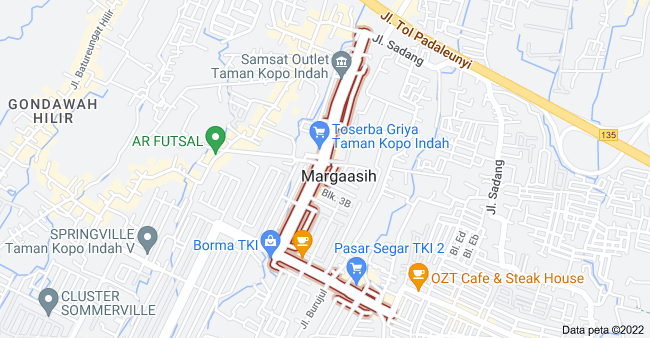 Jl. Tol Padaleunyi
Jl. Sadang
Jl. Batureungat Hilir
Samsat Outlet
Taman Kopo Indah
GONDAWAH
HILIR
AR FUTSAL
Toserba Griya
Taman Kopo Indah
135
Margaasih
Blk. 3B
Jl. Sadang
SPRINGVILLE
Taman Kopo Indah V
Borma TKI
Pasar Segar TKI 2
Bl. Ed
Bl. Eb
OZT Cafe & Steak House
CLUSTER
SOMMERVILLE
Jl. Burujul
Data peta ©2022